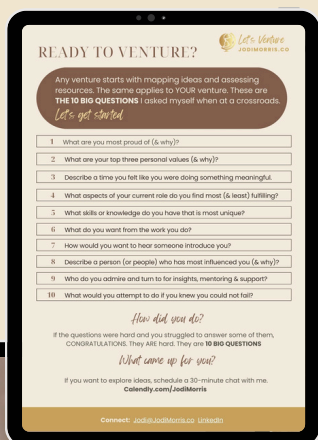 Let's Venture
JODIMORRIS.CO
READY TO VENTURE?
Any venture starts with mapping ideas and assessing
resources. The same applies to YOUR venture. These are
THE 10 BIG QUESTIONS I asked myself when at a crossroads.
Let's get started
1 What are you most proud of (& why)?
2 What are your top three personal values (& why)?
3 Describe a time you felt like you were doing something meaningful.
4 What aspects of your current role do you find most (& least) fulfilling?
5 What skills or knowledge do you have that is most unique?
6 What do you want from the work you do?
7 How would you want to hear someone introduce you?
8 Describe a person (or people) who has most influenced you (& why)?
9 Who do you admire and turn to for insights, mentoring & support?
10 What would you attempt to do if you knew you could not fail?
How did you do?
If the questions were hard and you struggled to answer some of them,
CONGRATULATIONS. They ARE hard. They are 10 BIG QUESTIONS
What came up for you?
If you want to explore ideas, schedule a 30-minute chat with me.
Calendly.com/JodiMorris
Connect: Jodi@JodiMorris.co LinkedIn